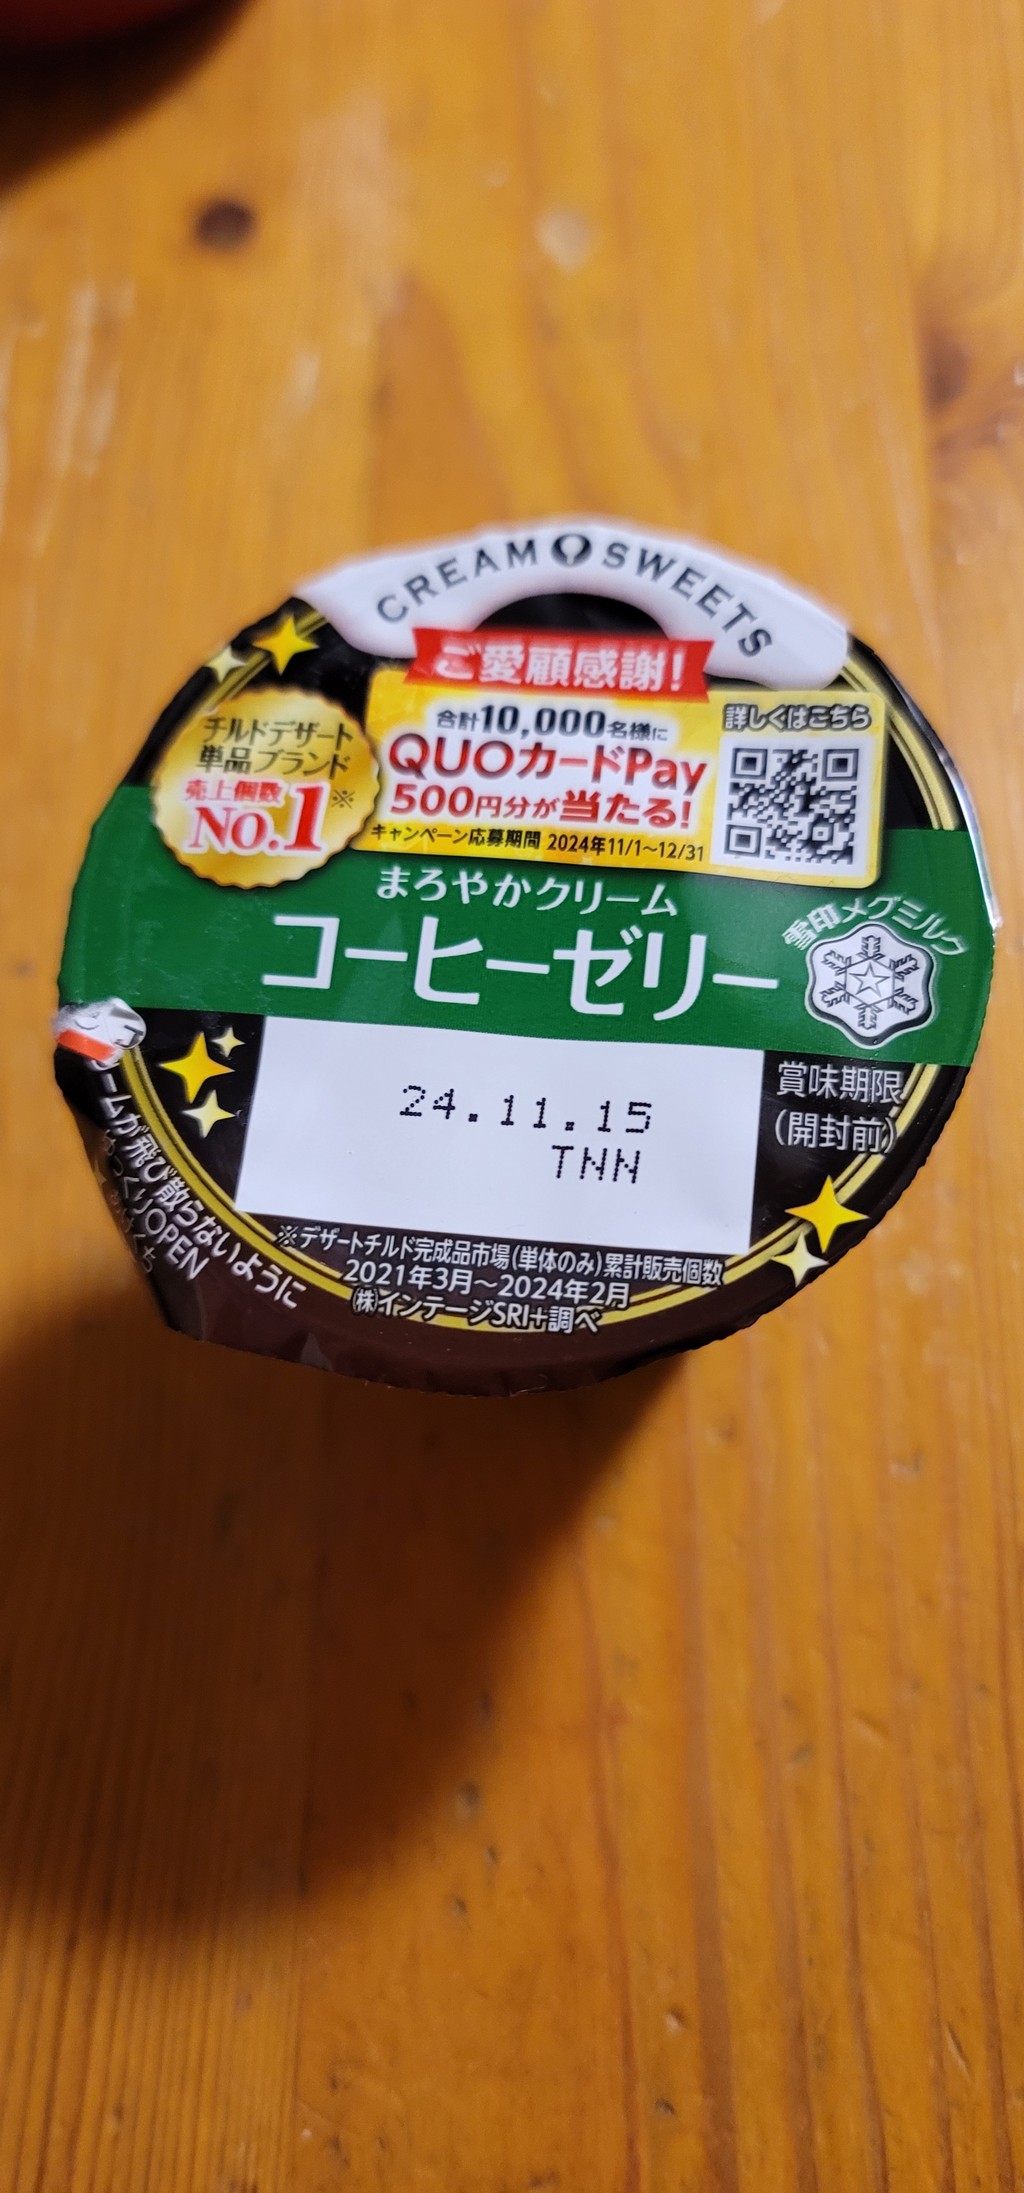 CREAM SWEETS
ご愛顧感謝!
チルドデザート
単品ブランド
売上個数
No.1※
合計10,000名様に
QUOカードPay
500円分が当たる!
キャンペーン応募期間 2024年11/1~12/31
詳しくはこちら
まろやかクリーム
コーヒーゼリー
雪印メグミルク
24.11.15
TNN
賞味期限
(開封前)
ームが飛び散らないように
OPEN
※デザートチルド完成品市場(単体のみ)累計販売個数
2021年3月~2024年2月
(株)インテージSRI+調べ